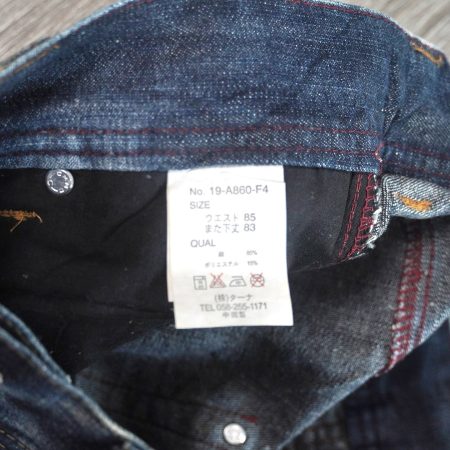 No. 19-A860-F4
SIZE
ウエスト 85
また下丈 83
QUAL
綿
ポリエステル 10%
(株)ターナ
TEL 058-255-1171
中国製